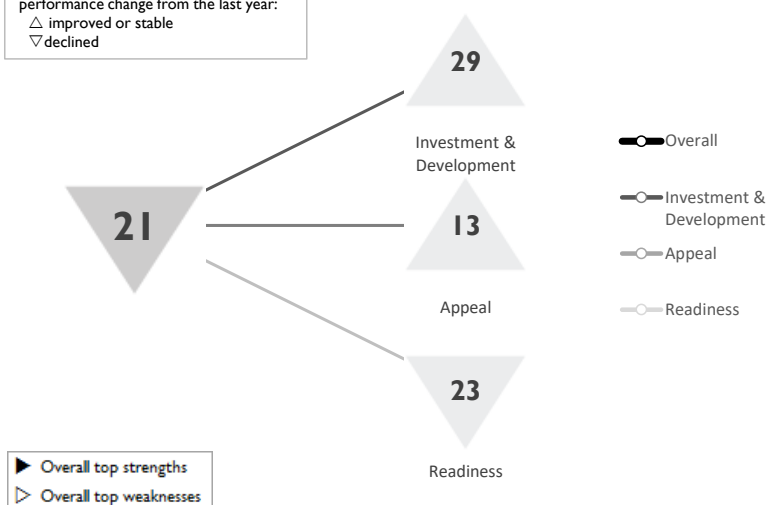 performance change from the last year:
△ improved or stable
▽ declined
29
Investment &
Development
21
13
Appeal
23
Readiness
Overall
Investment &
Development
Appeal
Readiness
▶ Overall top strengths
▷ Overall top weaknesses